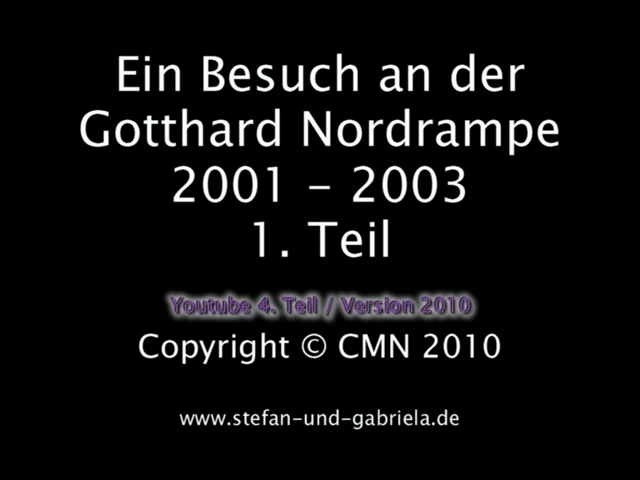 Ein Besuch an der
Gotthard Nordrampe
2001 - 2003
1. Teil
Youtube 4. Teil / Version 2010
Copyright © CMN 2010
www.stefan-und-gabriela.de